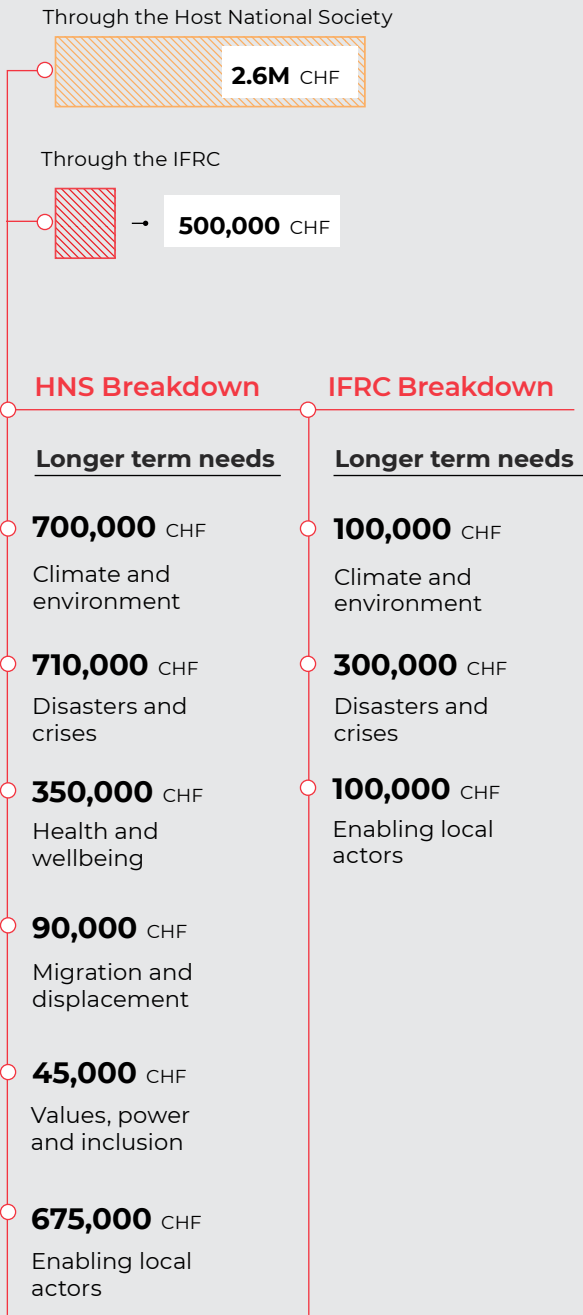 Through the Host National Society
2.6M CHF
Through the IFRC
500,000 CHF
HNS Breakdown
Longer term needs
700,000 CHF
Climate and
environment
710,000 CHF
Disasters and
crises
350,000 CHF
Health and
wellbeing
90,000 CHF
Migration and
displacement
45,000 CHF
Values, power
and inclusion
675,000 CHF
Enabling local
actors
IFRC Breakdown
Longer term needs
100,000 CHF
Climate and
environment
300,000 CHF
Disasters and
crises
100,000 CHF
Enabling local
actors